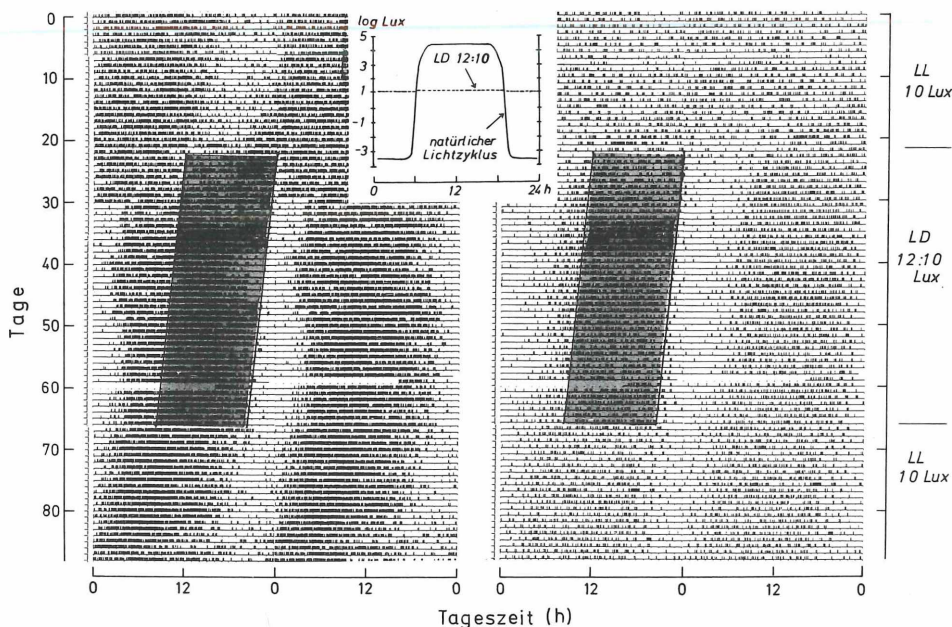 log Lux
5
3
1
-1
-3
LD 12:10
natürlicher
Lichtzyklus
0 12 24 h
0
10
20
30
40
50
60
70
80
Tage
LL
10 Lux
LD
12:10
Lux
LL
10 Lux
0 12 0 12 0 0 12 0 12 0
Tageszeit (h)